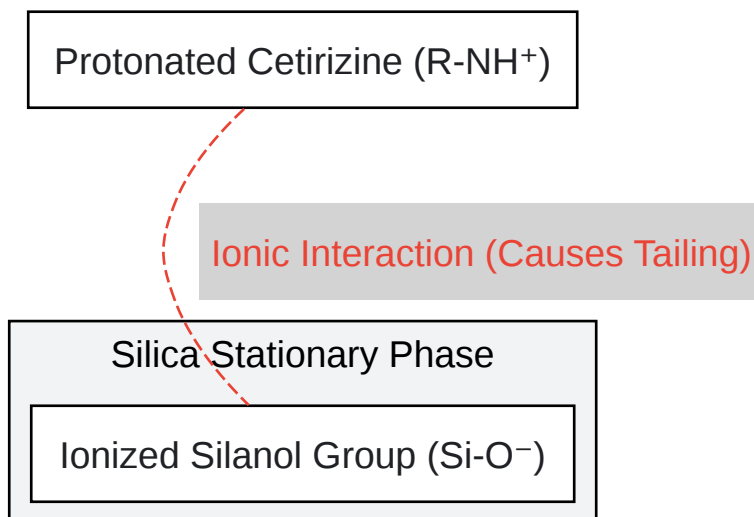 Protonated Cetirizine (R-NH⁺)
Ionic Interaction (Causes Tailing)
Silica Stationary Phase
Ionized Silanol Group (Si-O⁻)